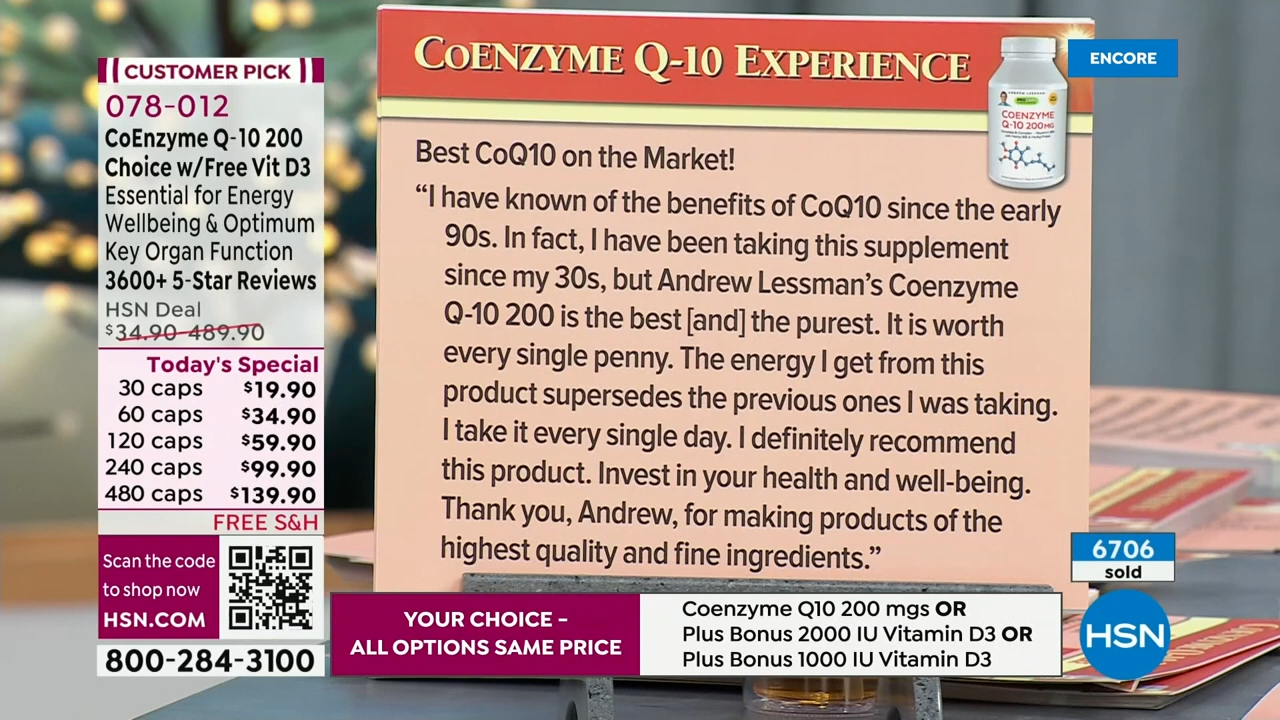 CUSTOMER PICK
078-012
CoEnzyme Q-10 200
Choice w/Free Vit D3
Essential for Energy
Wellbeing & Optimum
Key Organ Function
3600+ 5-Star Reviews
HSN Deal
$34.90-489.90
Today's Special
30 caps $19.90
60 caps $34.90
120 caps $59.90
240 caps $99.90
480 caps $139.90
FREE S&H
Scan the code
to shop now
HSN.COM
800-284-3100
COENZYME Q-10 EXPERIENCE
ENCORE
ANDREW LESSMAN
COENZYME
Q-10 200MG
Best CoQ10 on the Market!
“I have known of the benefits of CoQ10 since the early
90s. In fact, I have been taking this supplement
since my 30s, but Andrew Lessman’s Coenzyme
Q-10 200 is the best [and] the purest. It is worth
every single penny. The energy I get from this
product supersedes the previous ones I was taking.
I take it every single day. I definitely recommend
this product. Invest in your health and well-being.
Thank you, Andrew, for making products of the
highest quality and fine ingredients.”
6706
sold
YOUR CHOICE -
ALL OPTIONS SAME PRICE
Coenzyme Q10 200 mgs OR
Plus Bonus 2000 IU Vitamin D3 OR
Plus Bonus 1000 IU Vitamin D3
HSN